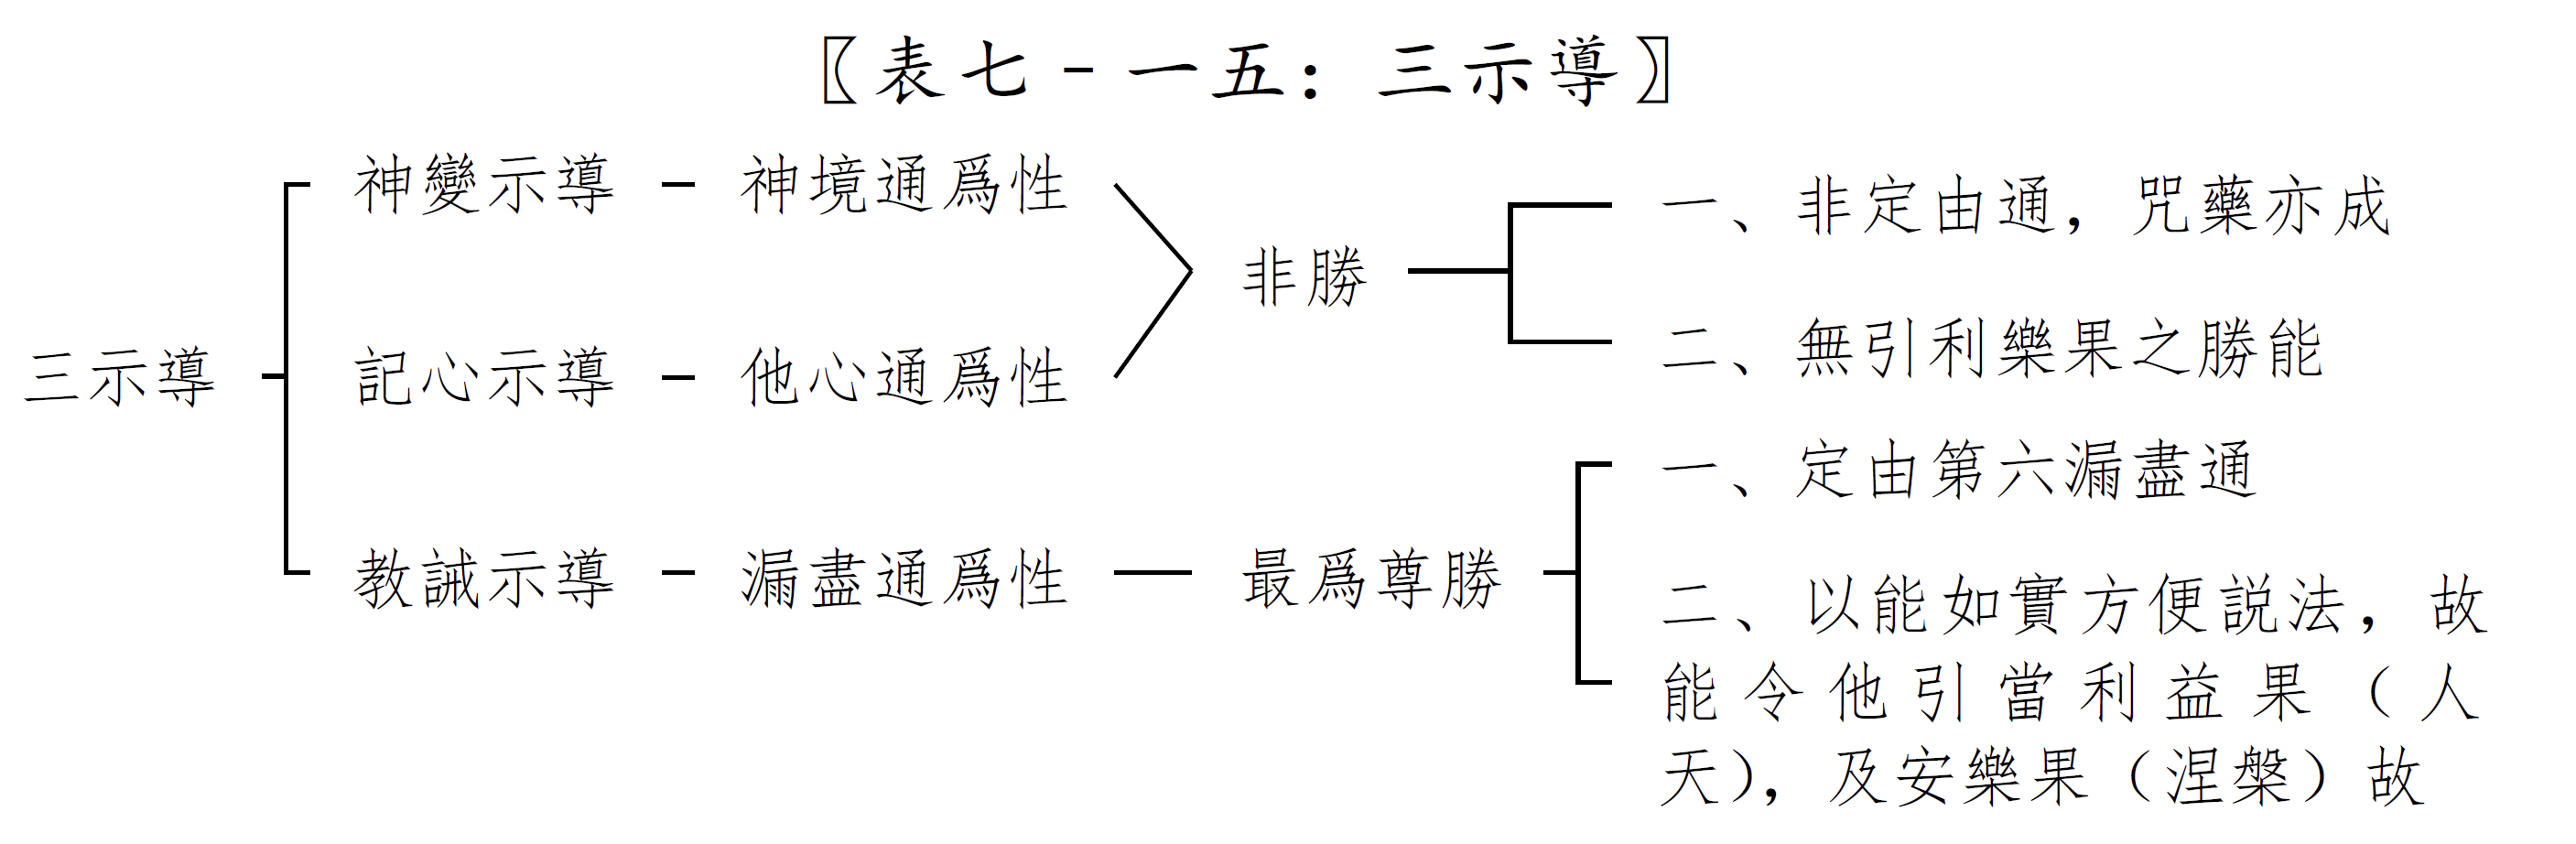 〖表七－一五：三示導〗
三示導
神變示導
神境通爲性
記心示導
他心通爲性
非勝
一、非定由通，咒藥亦成
二、無引利樂果之勝能
教誡示導
漏盡通爲性
最爲尊勝
一、定由第六漏盡通
二、以能如實方便說法，故
能令他引當利益果（人
天），及安樂果（涅槃）故